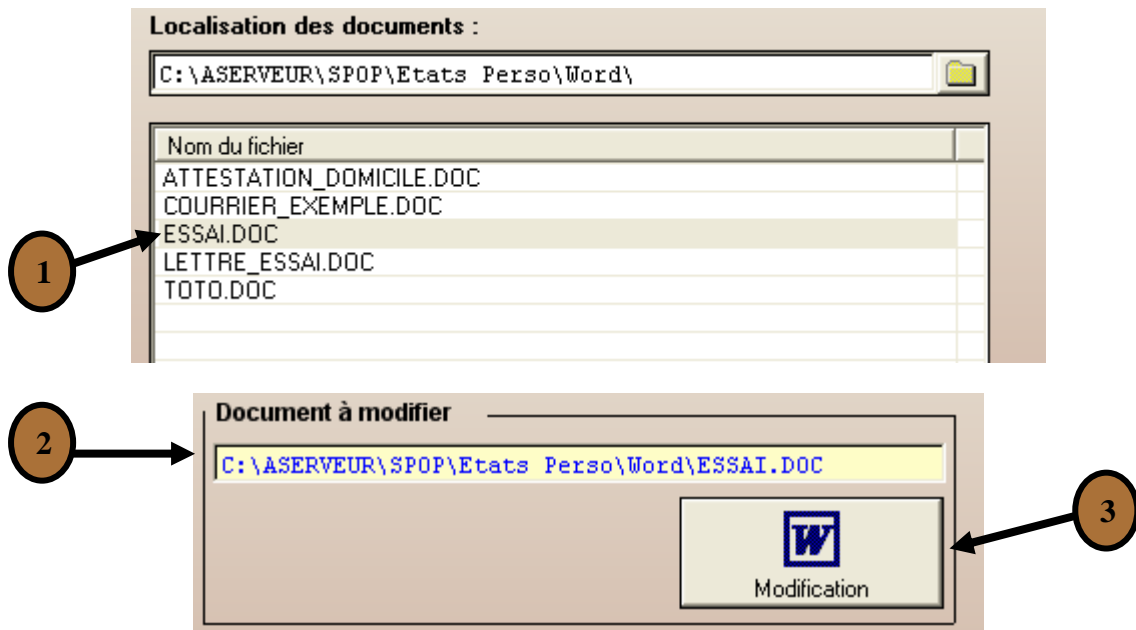 Localisation des documents :
C:\ASERVEUR\SPOP\Etats Perso\Word\
Nom du fichier
ATTESTATION_DOMICILE.DOC
COURRIER_EXEMPLE.DOC
1
ESSAI.DOC
LETTRE_ESSAI.DOC
TOTO.DOC
2
Document à modifier
C:\ASERVEUR\SPOP\Etats Perso\Word\ESSAI.DOC
3
W
Modification